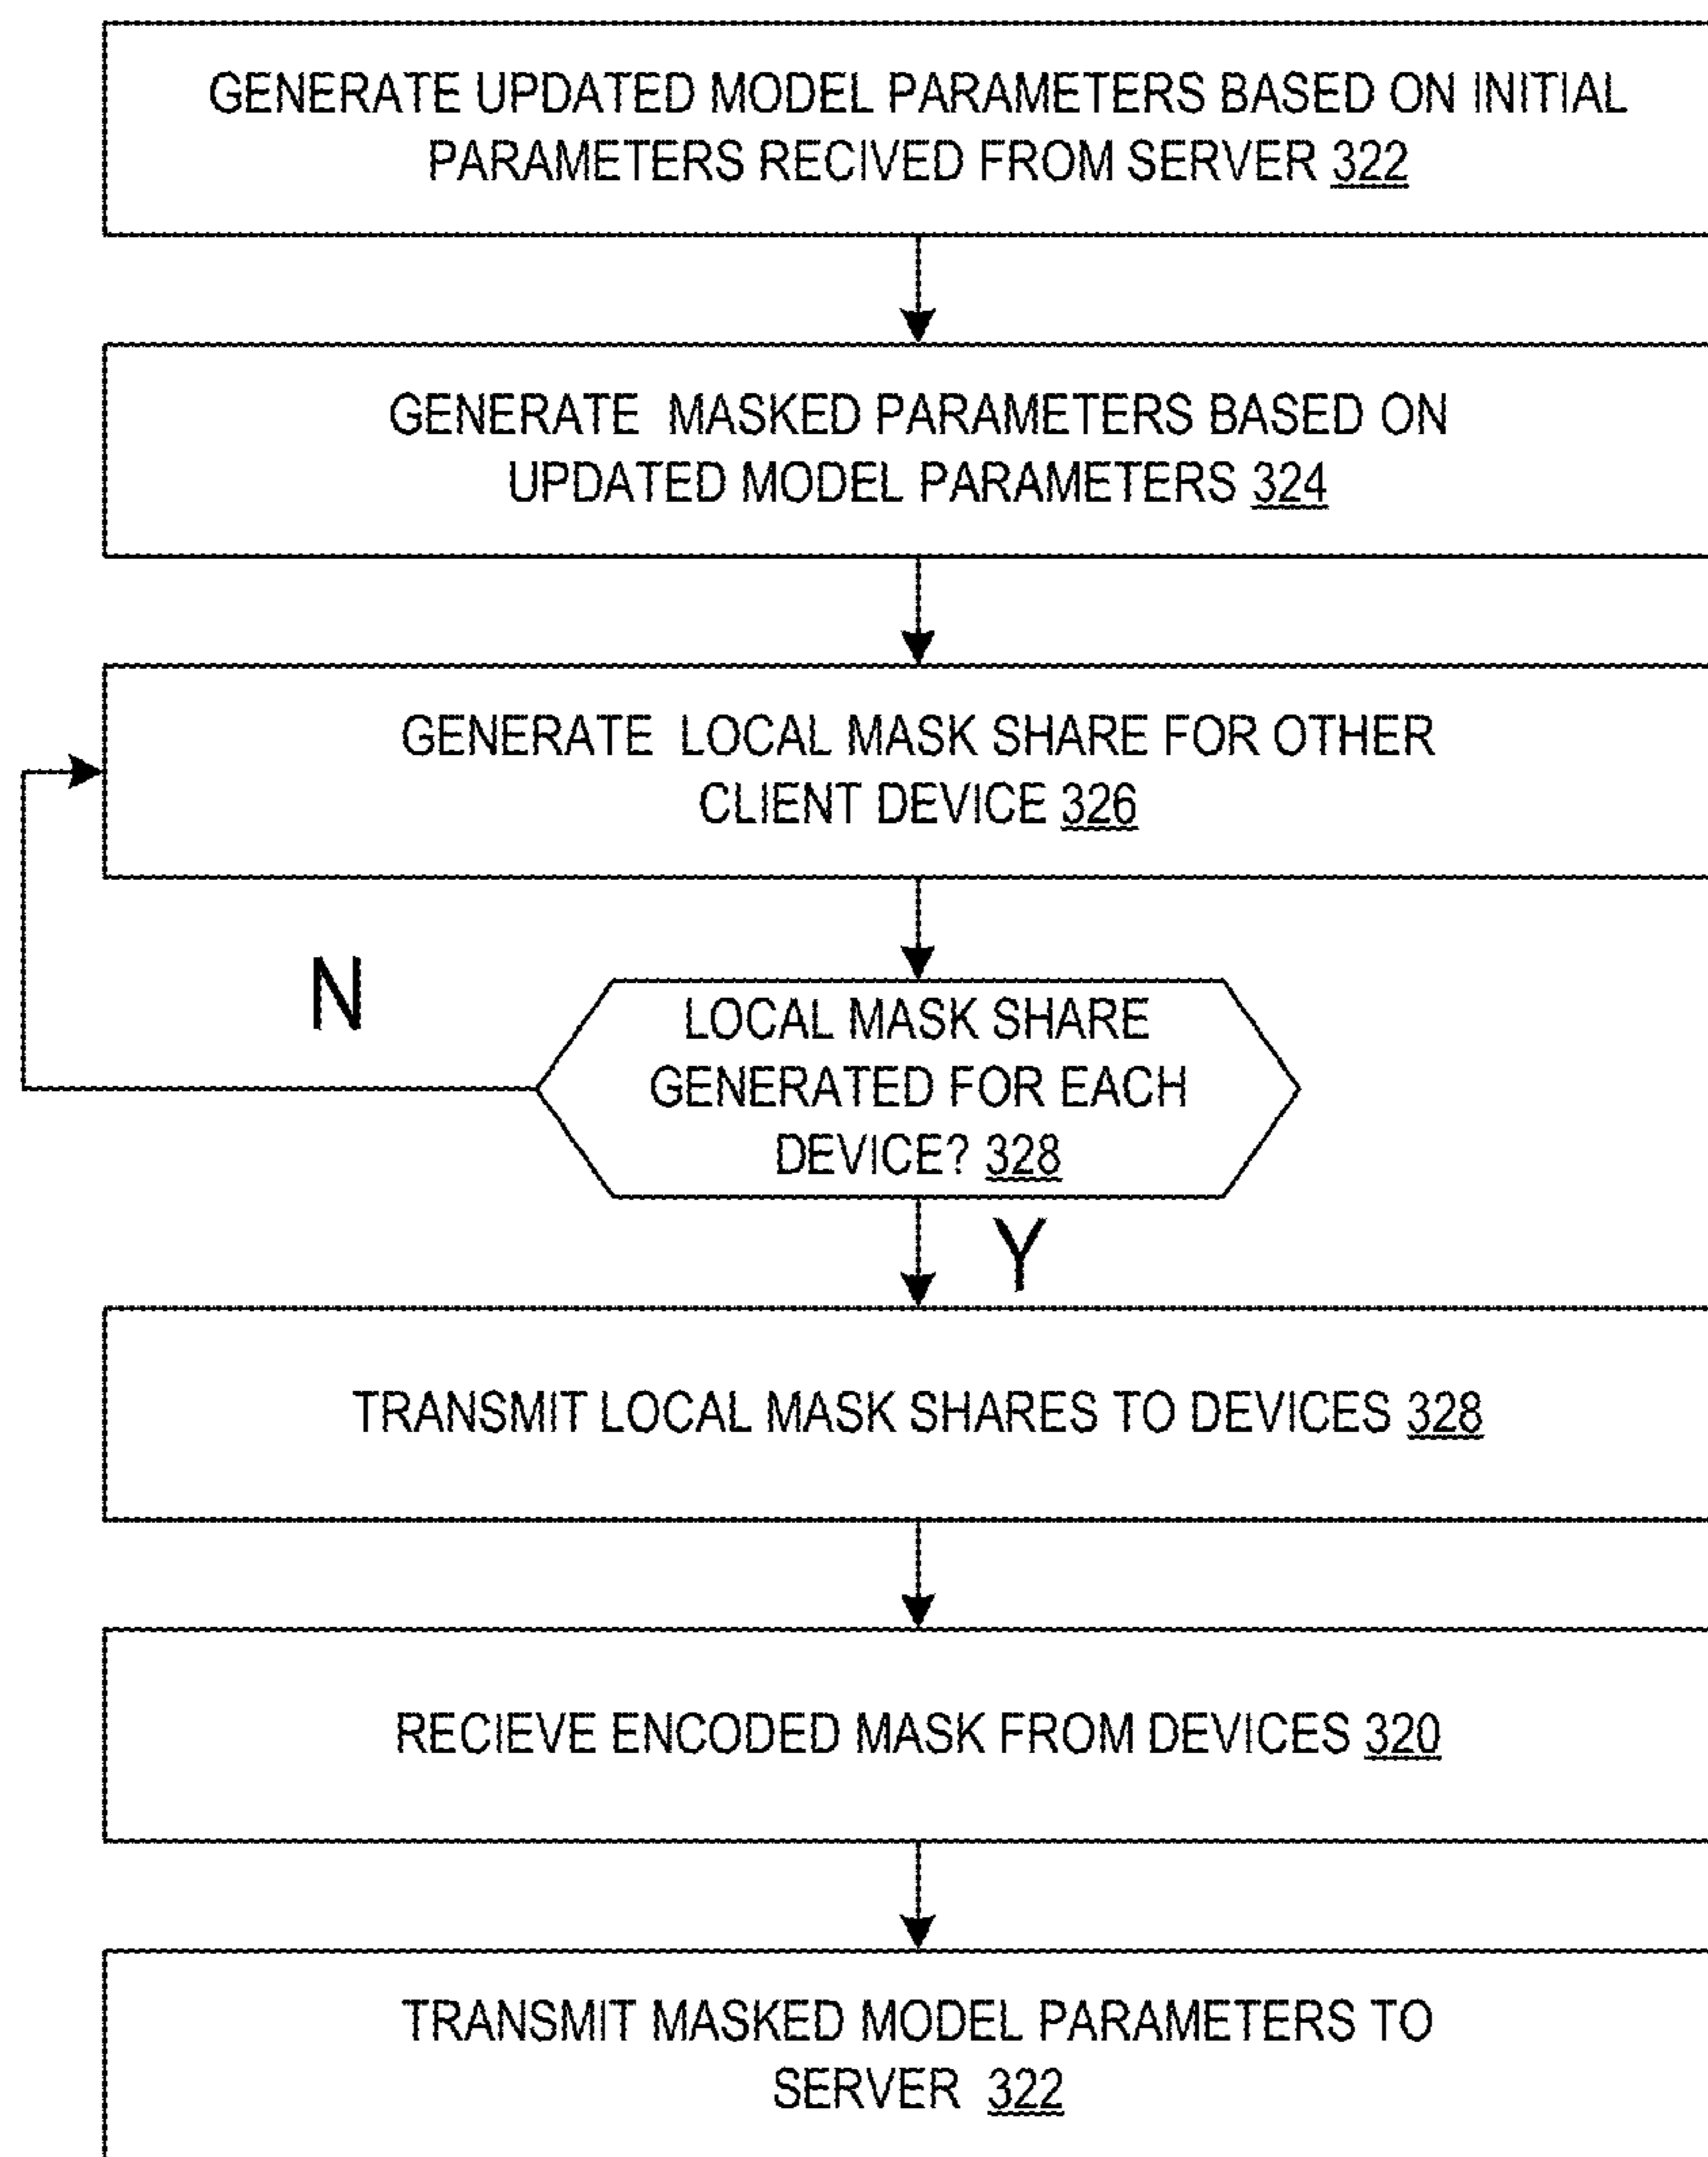 GENERATE UPDATED MODEL PARAMETERS BASED ON INITIAL
PARAMETERS RECIVED FROM SERVER 322
GENERATE MASKED PARAMETERS BASED ON
UPDATED MODEL PARAMETERS 324
GENERATE LOCAL MASK SHARE FOR OTHER
CLIENT DEVICE 326
N
LOCAL MASK SHARE
GENERATED FOR EACH
DEVICE? 328
Y
TRANSMIT LOCAL MASK SHARES TO DEVICES 328
RECIEVE ENCODED MASK FROM DEVICES 320
TRANSMIT MASKED MODEL PARAMETERS TO
SERVER 322